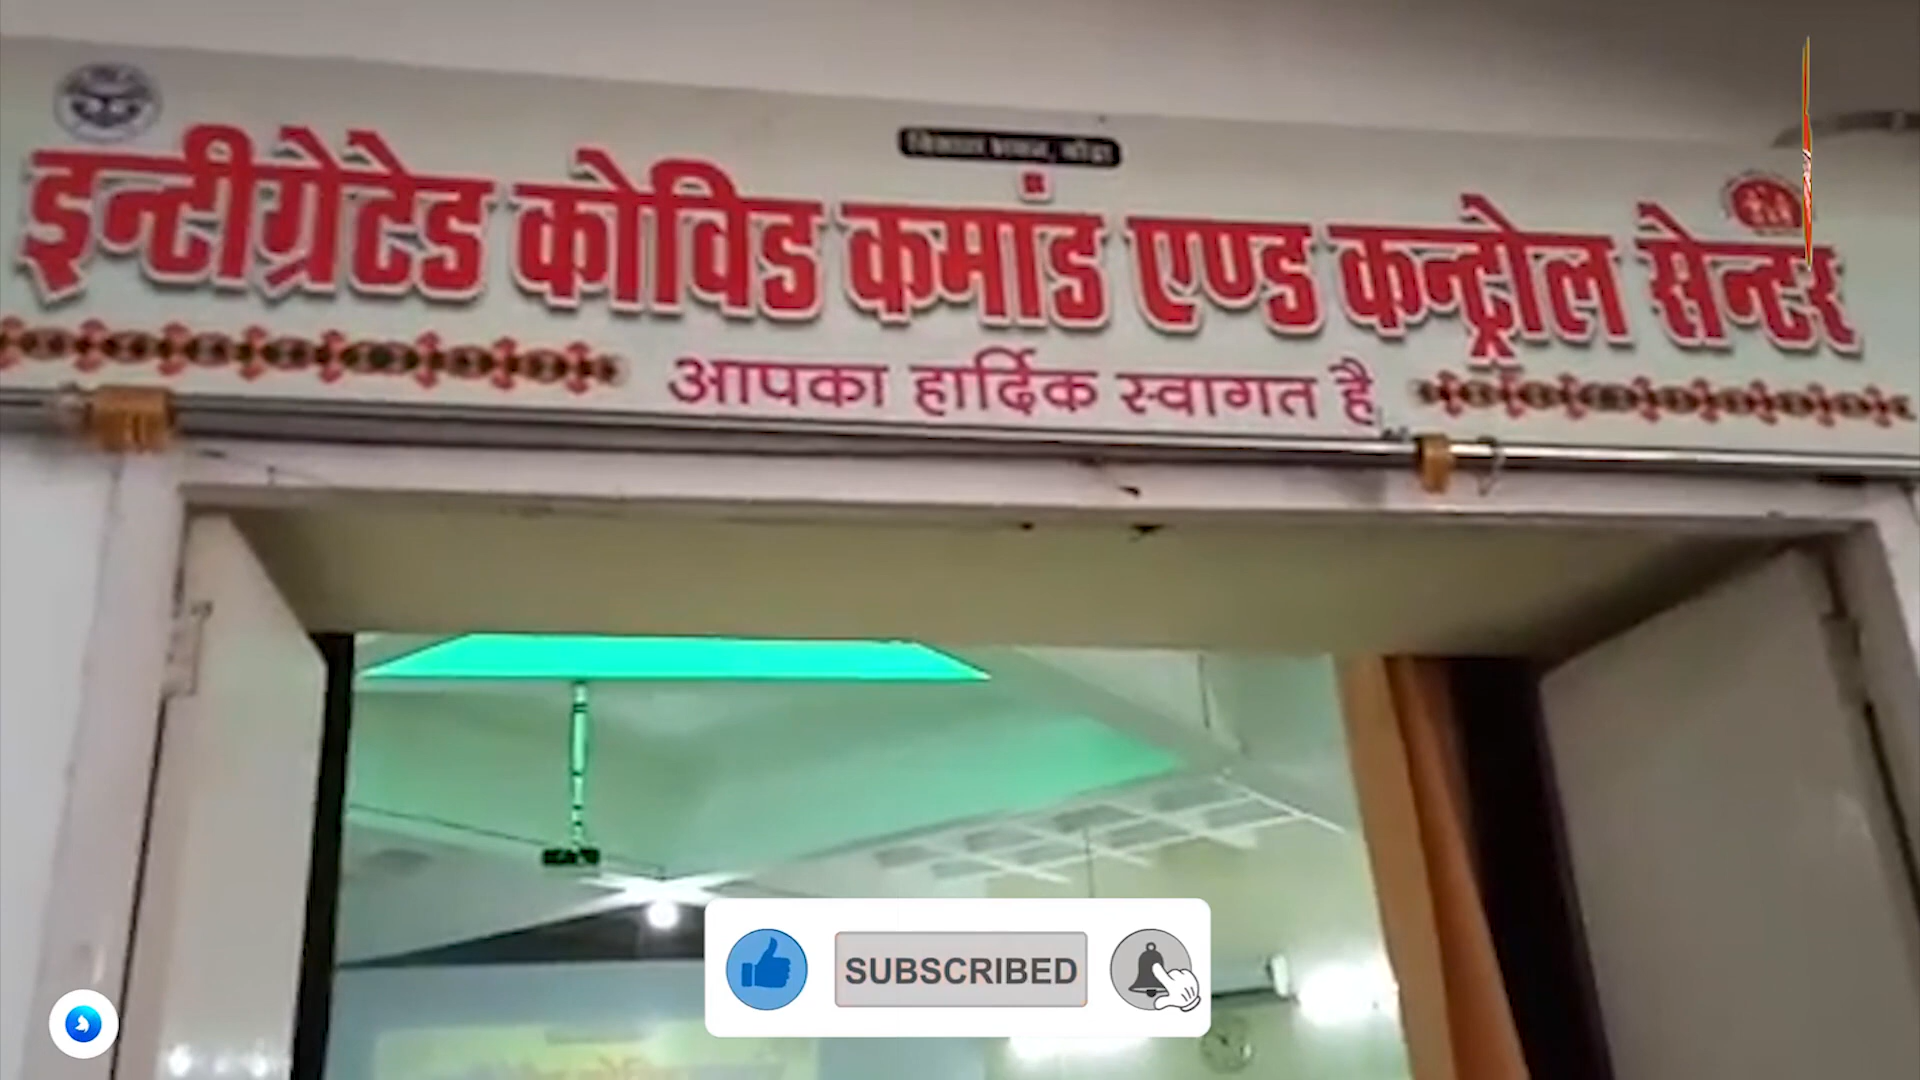 इन्टीग्रेटेड कोविड कमांड एण्ड कन्ट्रोल सेन्टर
आपका हार्दिक स्वागत है
SUBSCRIBED